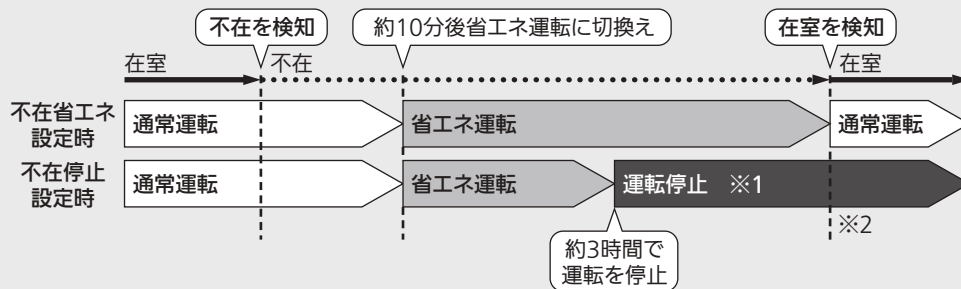 不在を検知
約10分後省エネ運転に切換え
在室を検知
在室
不在
在室
不在省エネ
設定時
通常運転
省エネ運転
通常運転
不在停止
設定時
通常運転
省エネ運転
運転停止 ※1
※2
約3時間で
運転を停止